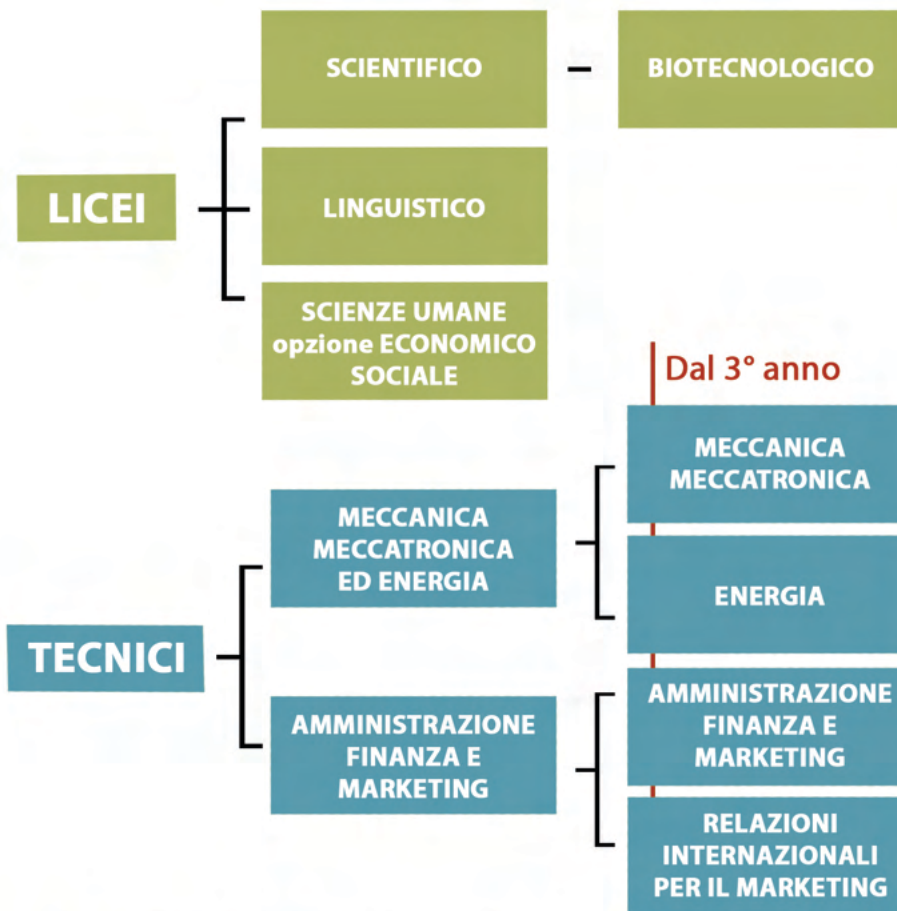 SCIENTIFICO
BIOTECNOLOGICO
LICEI
LINGUISTICO
SCIENZE UMANE
opzione ECONOMICO
SOCIALE
Dal 3° anno
MECCANICA
MECCATRONICA
MECCANICA
MECCATRONICA
ED ENERGIA
ENERGIA
TECNICI
AMMINISTRAZIONE
FINANZA E
MARKETING
AMMINISTRAZIONE
FINANZA E
MARKETING
RELAZIONI
INTERNAZIONALI
PER IL MARKETING